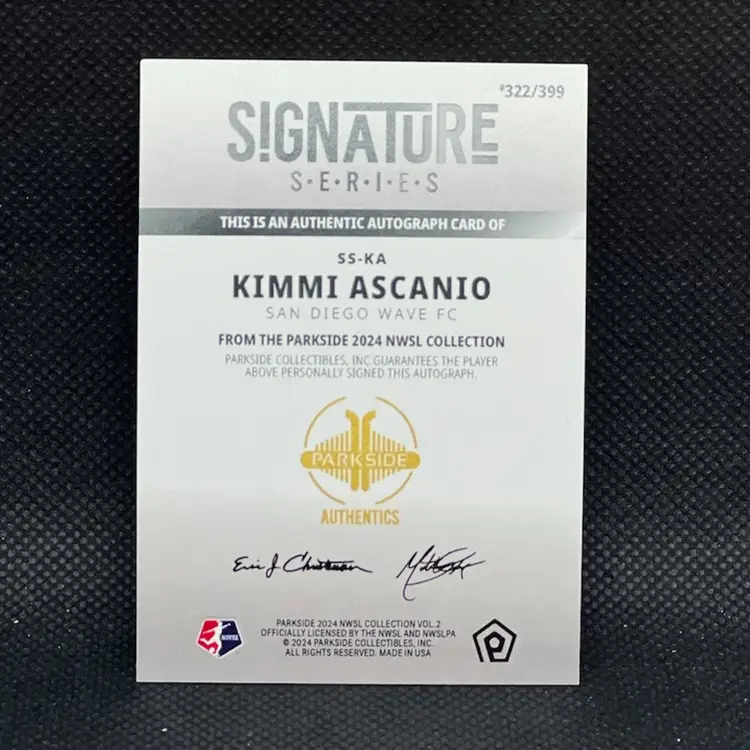 #322/399
SIGNATURE
S•E•R•I•E•S
THIS IS AN AUTHENTIC AUTOGRAPH CARD OF
SS-KA
KIMMI ASCANIO
SAN DIEGO WAVE FC
FROM THE PARKSIDE 2024 NWSL COLLECTION
PARKSIDE COLLECTIBLES, INC GUARANTEES THE PLAYER
ABOVE PERSONALLY SIGNED THIS AUTOGRAPH.
PARKSIDE
AUTHENTICS
NWSL
PARKSIDE 2024 NWSL COLLECTION VOL.2
OFFICIALLY LICENSED BY THE NWSL AND NWSLPA
© 2024 PARKSIDE COLLECTIBLES, INC.
ALL RIGHTS RESERVED. MADE IN USA